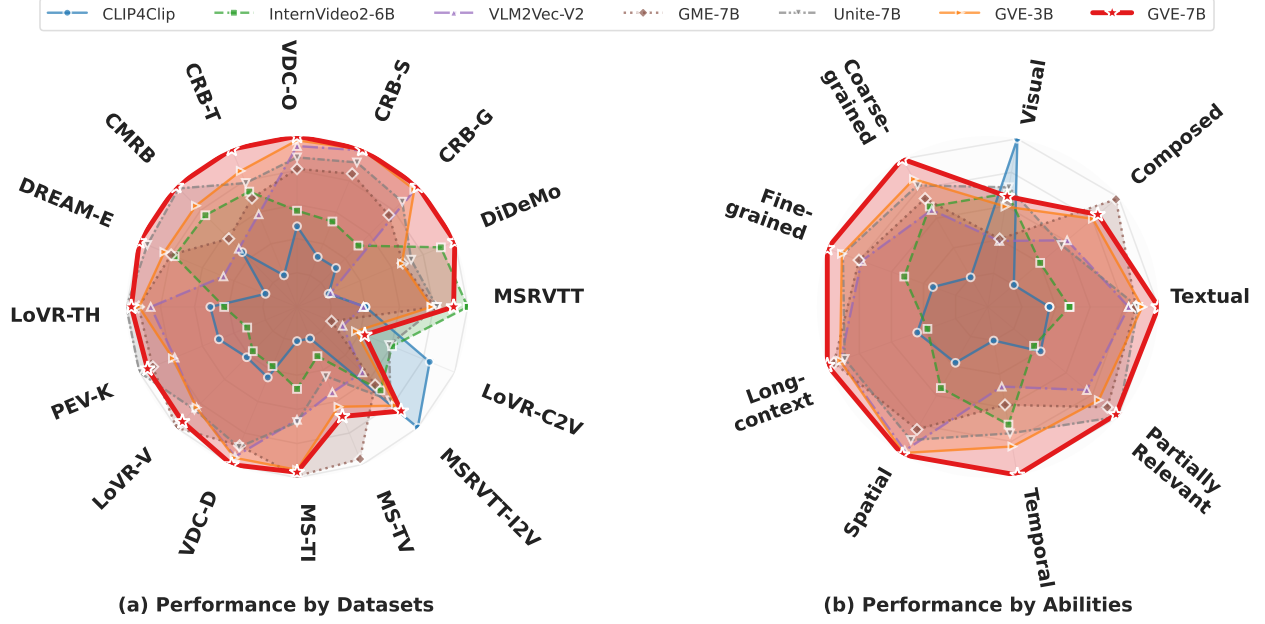 CLIP4Clip InternVideo2-6B VLM2Vec-V2 GME-7B Unite-7B GVE-3B GVE-7B
MSRVTT
DiDeMo
CRB-G
CRB-S
VDC-O
CRB-T
CMRB
DREAM-E
LoVR-TH
PEV-K
LoVR-V
VDC-D
MS-TI
MS-TV
MSRVTT-I2V
LoVR-C2V
(a) Performance by Datasets
Textual
Composed
Visual
Coarse-
grained
Fine-
grained
Long-
context
Spatial
Temporal
Partially
Relevant
(b) Performance by Abilities